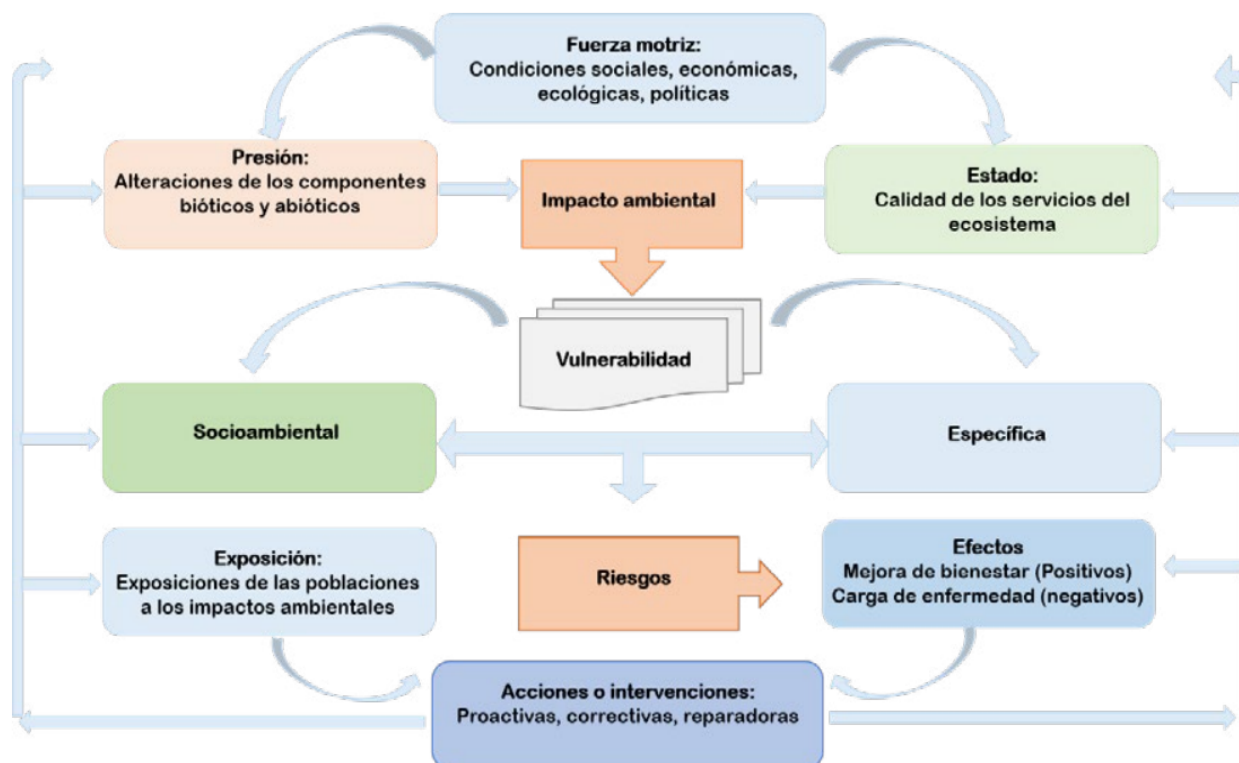 Fuerza motriz:
Condiciones sociales, económicas,
ecológicas, políticas
Presión:
Alteraciones de los componentes
bióticos y abióticos
Impacto ambiental
Estado:
Calidad de los servicios del
ecosistema
Vulnerabilidad
Socioambiental
Específica
Exposición:
Exposiciones de las poblaciones
a los impactos ambientales
Riesgos
Efectos
Mejora de bienestar (Positivos)
Carga de enfermedad (negativos)
Acciones o intervenciones:
Proactivas, correctivas, reparadoras